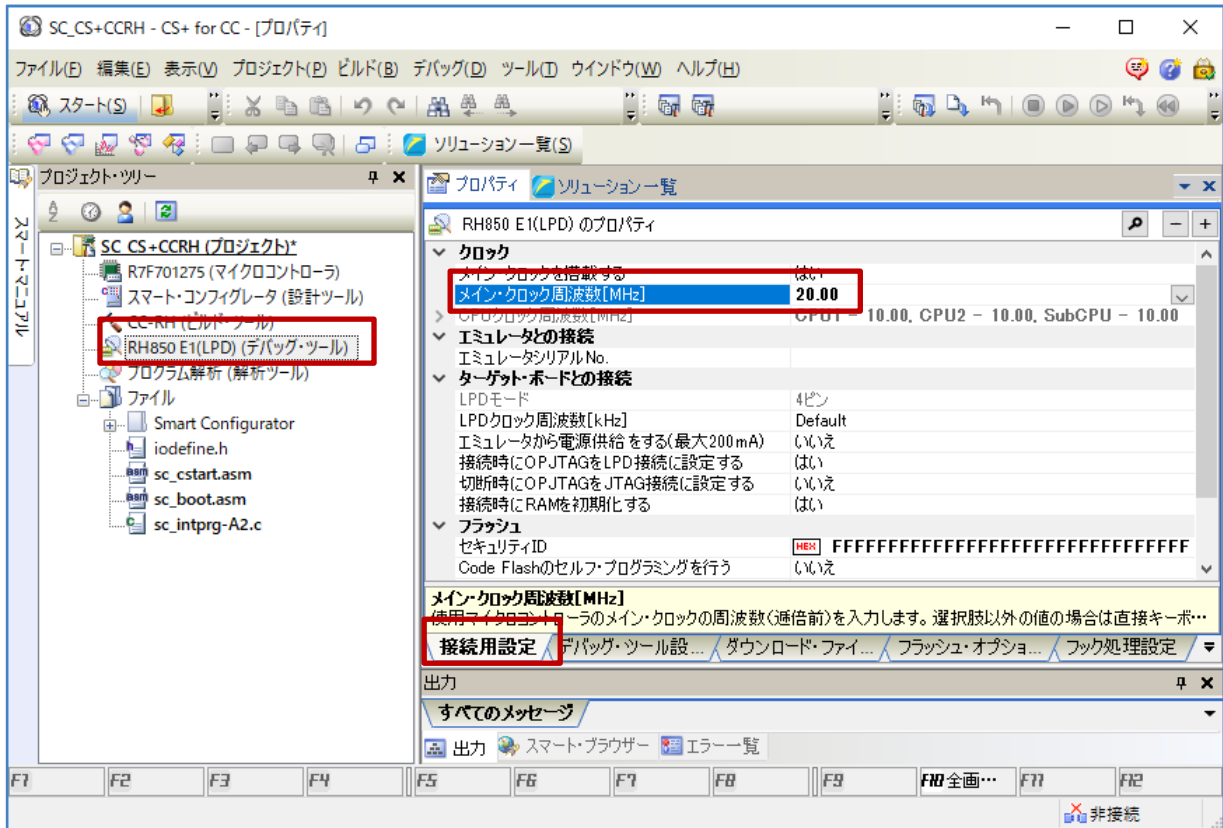 SC_CS+CCRH - CS+ for CC - [プロパティ]
ファイル(F) 編集(E) 表示(V) プロジェクト(P) ビルド(B) デバッグ(D) ツール(T) ウインドウ(W) ヘルプ(H)
スタート(S)
ソリューション一覧(S)
スマート・マニュアル
プロジェクト・ツリー
SC_CS+CCRH (プロジェクト)*
R7F701275 (マイクロコントローラ)
スマート・コンフィグレータ (設計ツール)
CC-RH (ビルド・ツール)
RH850 E1(LPD) (デバッグ・ツール)
プログラム解析 (解析ツール)
ファイル
Smart Configurator
iodefine.h
sc_cstart.asm
sc_boot.asm
sc_intprg-A2.c
プロパティ ソリューション一覧
RH850 E1(LPD) のプロパティ
クロック
メイン・クロックを搭載する はい
メイン・クロック周波数[MHz] 20.00
CPUクロック周波数[MHz] CPU1 - 10.00, CPU2 - 10.00, SubCPU - 10.00
エミュレータとの接続
エミュレータシリアルNo.
ターゲット・ボードとの接続
LPDモード 4ピン
LPDクロック周波数[kHz] Default
エミュレータから電源供給をする(最大200mA) いいえ
接続時にOPJTAGをLPD接続に設定する はい
切断時にOPJTAGをJTAG接続に設定する いいえ
接続時にRAMを初期化する はい
フラッシュ
セキュリティID HEX FFFFFFFFFFFFFFFFFFFFFFFFFFFFFFFF
Code Flashのセルフ・プログラミングを行う いいえ
メイン・クロック周波数[MHz]
使用マイクロコントローラのメイン・クロックの周波数(逓倍前)を入力します。選択肢以外の値の場合は直接キーボ…
接続用設定 デバッグ・ツール設... ダウンロード・ファイ... フラッシュ・オプショ... フック処理設定
出力
すべてのメッセージ
出力 スマート・ブラウザー エラー一覧
F1 F2 F3 F4 F5 F6 F7 F8 F9 F10 全画… F11 F12
非接続